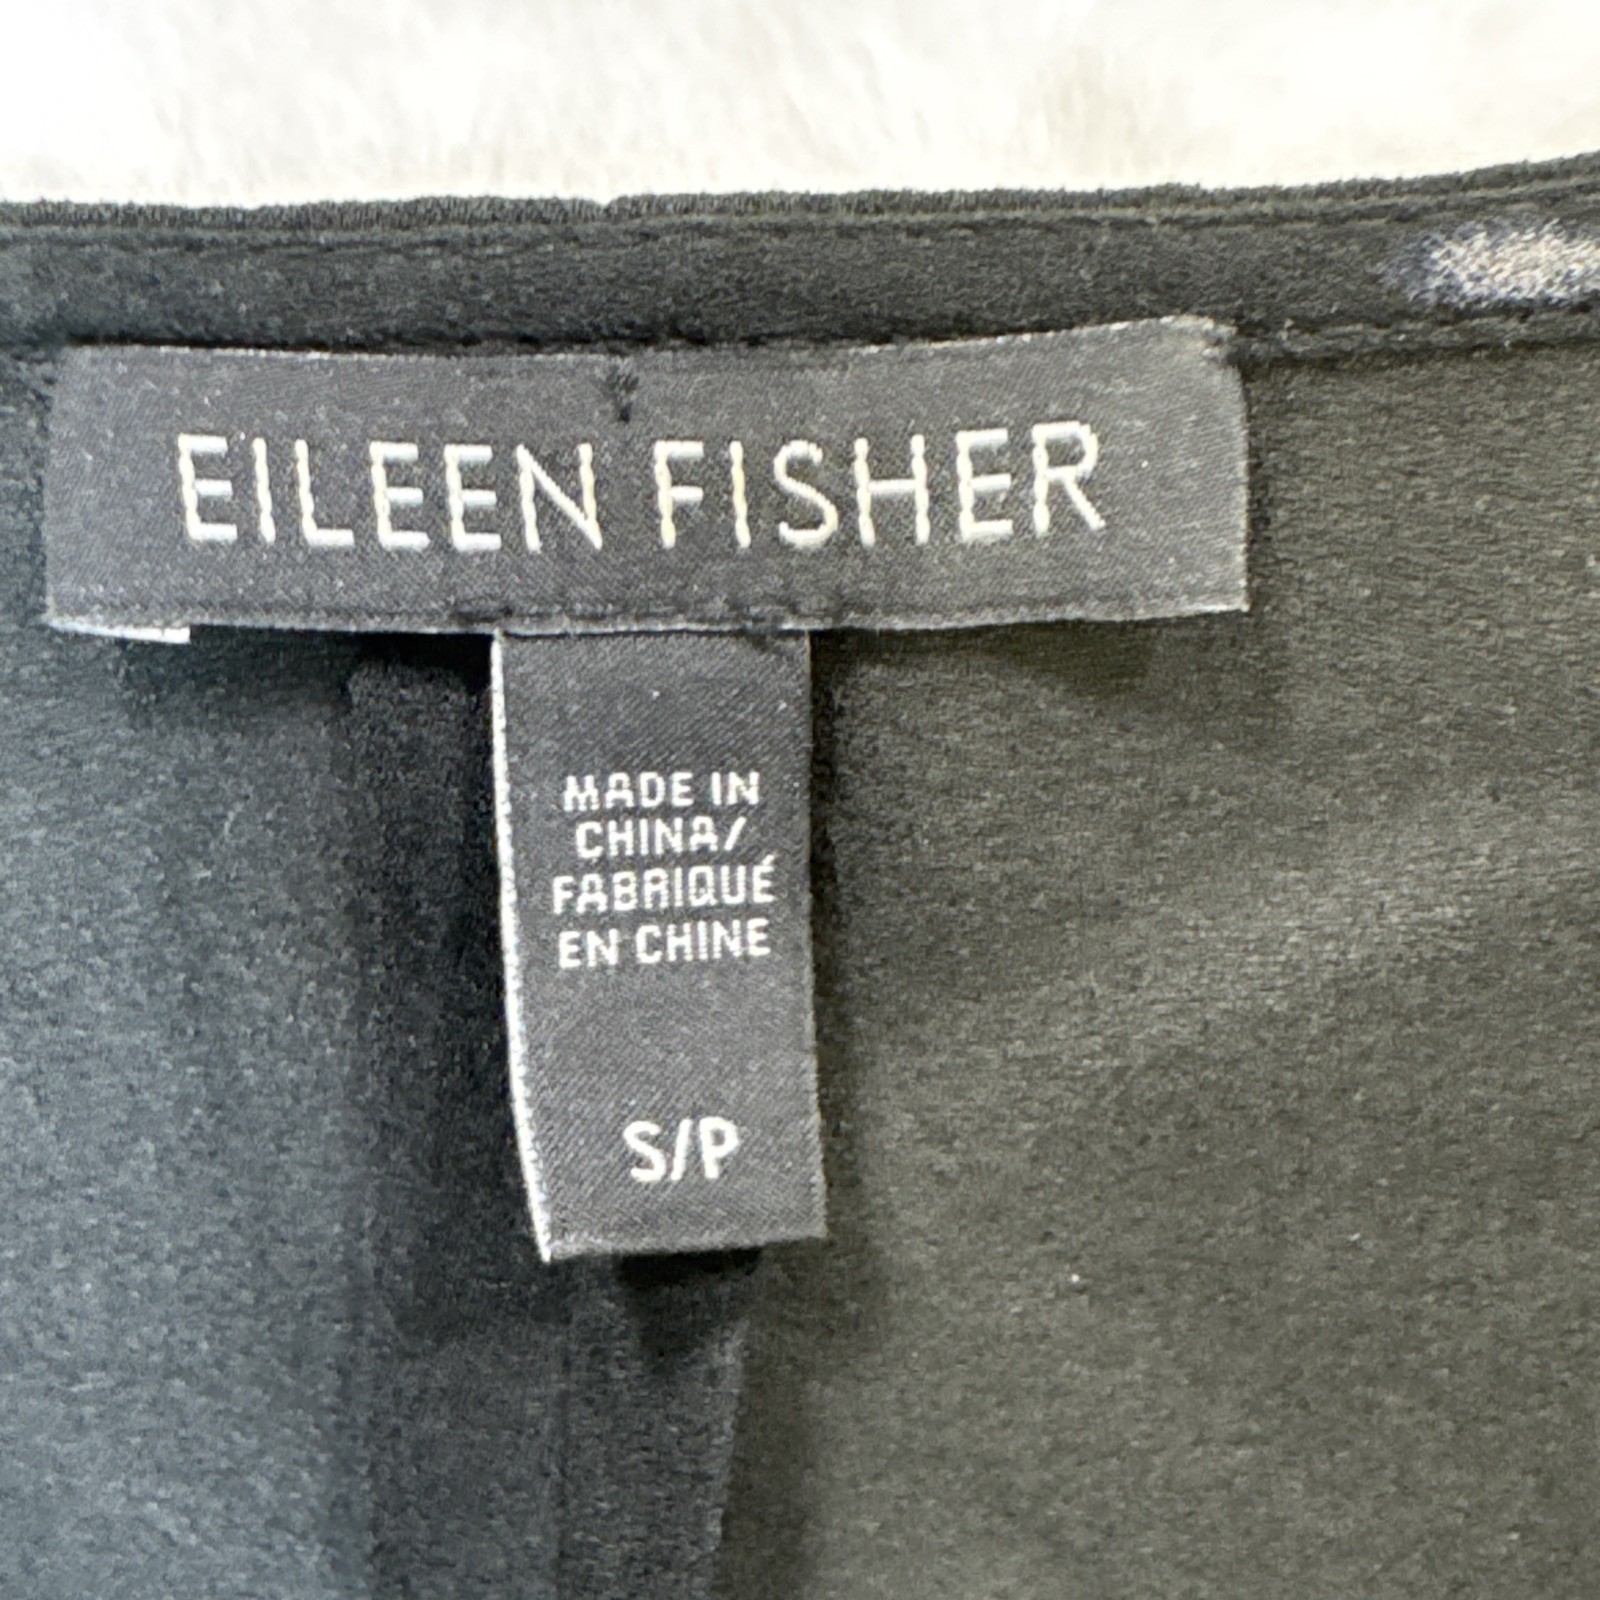 EILEEN FISHER
MADE IN
CHINA/
FABRIQUÉ
EN CHINE
S/P